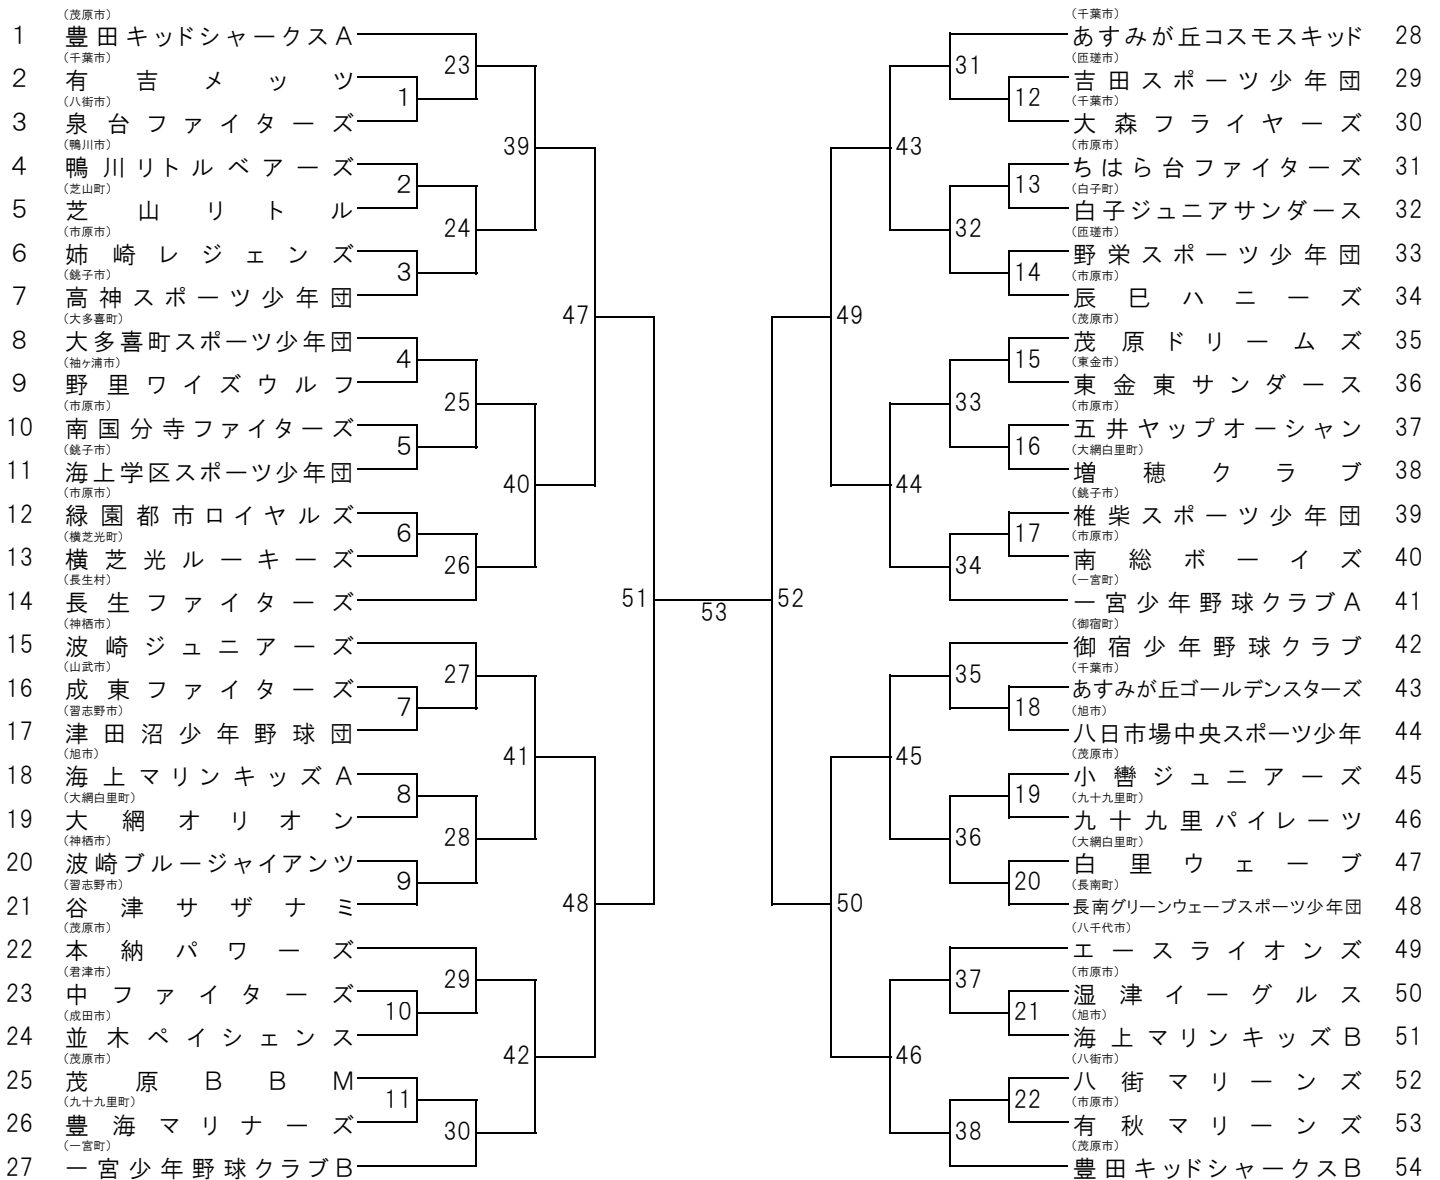 (茂原市)
1 豊田キッドシャークスA
(千葉市)
2 有吉メッツ
(八街市)
3 泉台ファイターズ
(鴨川市)
4 鴨川リトルベアーズ
(芝山町)
5 芝山リトル
(市原市)
6 姉崎レジェンズ
(銚子市)
7 高神スポーツ少年団
(大多喜町)
8 大多喜町スポーツ少年団
(袖ヶ浦市)
9 野里ワイズウルフ
(市原市)
10 南国分寺ファイターズ
(銚子市)
11 海上学区スポーツ少年団
(市原市)
12 緑園都市ロイヤルズ
(横芝光町)
13 横芝光ルーキーズ
(長生村)
14 長生ファイターズ
(神栖市)
15 波崎ジュニアーズ
(山武市)
16 成東ファイターズ
(習志野市)
17 津田沼少年野球団
(旭市)
18 海上マリンキッズA
(大網白里町)
19 大網オリオン
(神栖市)
20 波崎ブルージャイアンツ
(習志野市)
21 谷津サザナミ
(茂原市)
22 本納パワーズ
(君津市)
23 中ファイターズ
(成田市)
24 並木ペイシェンス
(茂原市)
25 茂原BBM
(九十九里町)
26 豊海マリナーズ
(一宮町)
27 一宮少年野球クラブB
1
2
3
4
5
6
7
8
9
10
11
23
24
25
26
27
28
29
30
39
40
41
42
47
48
51
53
52
49
50
43
44
45
46
31
32
33
34
35
36
37
38
12
13
14
15
16
17
18
19
20
21
22
(千葉市)
あすみが丘コスモスキッド 28
(匝瑳市)
吉田スポーツ少年団 29
(千葉市)
大森フライヤーズ 30
(市原市)
ちはら台ファイターズ 31
(白子町)
白子ジュニアサンダース 32
(匝瑳市)
野栄スポーツ少年団 33
(市原市)
辰巳ハニーズ 34
(茂原市)
茂原ドリームズ 35
(東金市)
東金東サンダース 36
(市原市)
五井ヤップオーシャン 37
(大網白里町)
増穂クラブ 38
(銚子市)
椎柴スポーツ少年団 39
(市原市)
南総ボーイズ 40
(一宮町)
一宮少年野球クラブA 41
(御宿町)
御宿少年野球クラブ 42
(千葉市)
あすみが丘ゴールデンスターズ 43
(旭市)
八日市場中央スポーツ少年 44
(茂原市)
小轡ジュニアーズ 45
(九十九里町)
九十九里パイレーツ 46
(大網白里町)
白里ウェーブ 47
(長南町)
長南グリーンウェーブスポーツ少年団 48
(八千代市)
エースライオンズ 49
(市原市)
湿津イーグルス 50
(旭市)
海上マリンキッズB 51
(八街市)
八街マリーンズ 52
(市原市)
有秋マリーンズ 53
(茂原市)
豊田キッドシャークスB 54